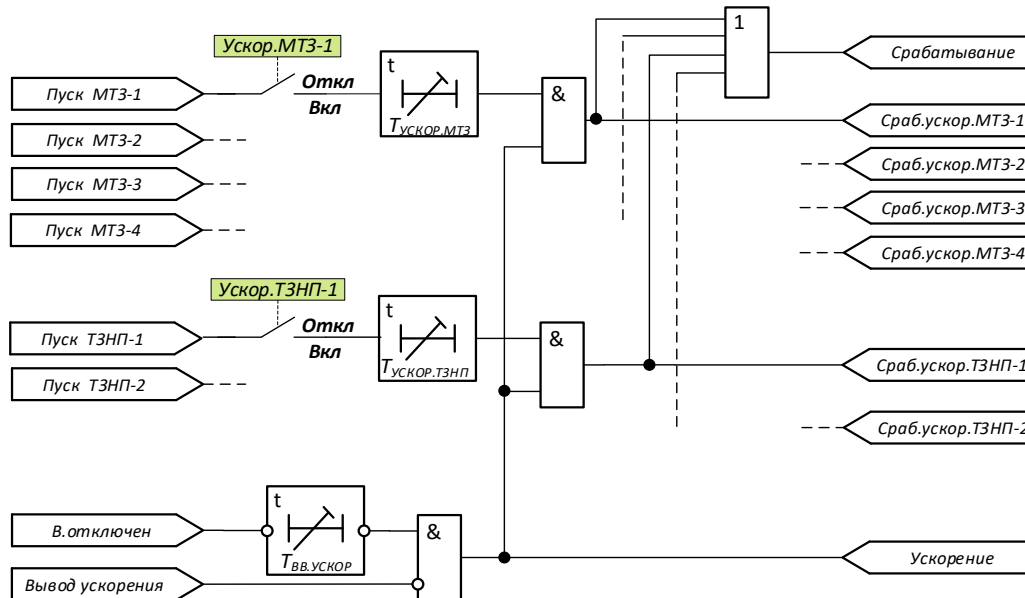 Ускор.МТЗ-1
1
Срабатывание
t
Откл
Пуск МТЗ-1
Вкл
&
TУСКОР.МТЗ
Сраб.ускор.МТЗ-1
Пуск МТЗ-2
Сраб.ускор.МТЗ-2
Пуск МТЗ-3
Сраб.ускор.МТЗ-3
Пуск МТЗ-4
Сраб.ускор.МТЗ-4
Ускор.ТЗНП-1
t
Откл
Пуск ТЗНП-1
Вкл
&
TУСКОР.ТЗНП
Сраб.ускор.ТЗНП-1
Пуск ТЗНП-2
Сраб.ускор.ТЗНП-2
t
В.отключен
&
TВВ.УСКОР
Ускорение
Вывод ускорения